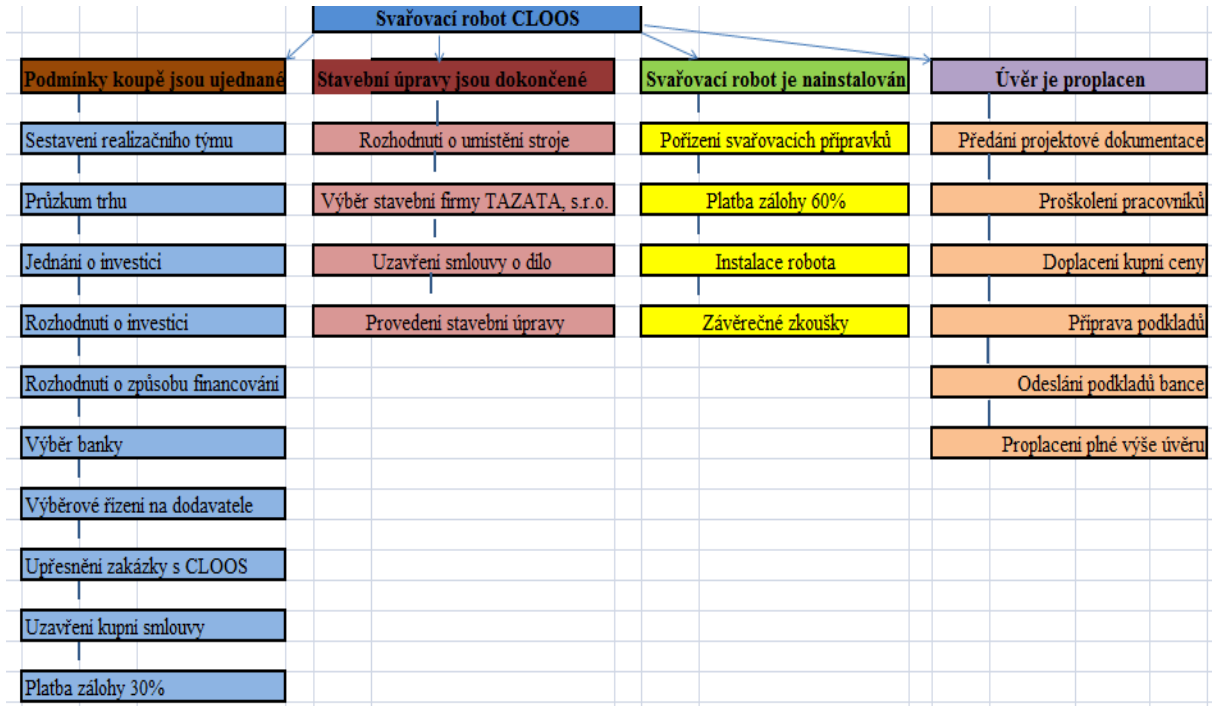 Svařovací robot CLOOS
Podmínky koupě jsou ujednané
Sestavení realizačního týmu
Průzkum trhu
Jednání o investici
Rozhodnutí o investici
Rozhodnutí o způsobu financování
Výběr banky
Výběrové řízení na dodavatele
Upřesnění zakázky s CLOOS
Uzavření kupní smlouvy
Platba zálohy 30%
Stavební úpravy jsou dokončené
Rozhodnutí o umístění stroje
Výběr stavební firmy TAZATA, s.r.o.
Uzavření smlouvy o dílo
Provedení stavební úpravy
Svařovací robot je nainstalován
Pořízení svařovacích přípravků
Platba zálohy 60%
Instalace robota
Závěrečné zkoušky
Úvěr je proplacen
Předání projektové dokumentace
Proškolení pracovníků
Doplacení kupní ceny
Příprava podkladů
Odeslání podkladů bance
Proplacení plné výše úvěru